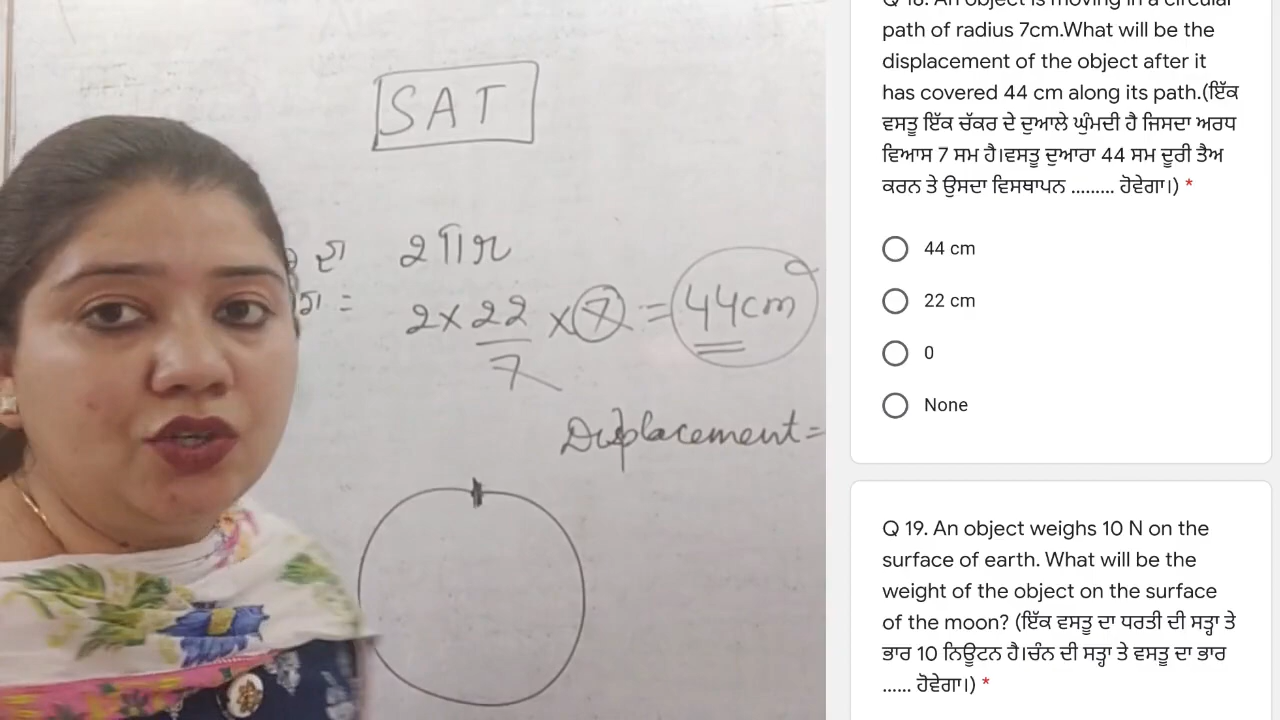 SAT
ਦਾ 2πr
= 2 × 22/7 × 7 = 44cm
Displacement =
path of radius 7cm.What will be the
displacement of the object after it
has covered 44 cm along its path.(ਇੱਕ
ਵਸਤੂ ਇੱਕ ਚੱਕਰ ਦੇ ਦੁਆਲੇ ਘੁੰਮਦੀ ਹੈ ਜਿਸਦਾ ਅਰਧ
ਵਿਆਸ 7 ਸਮ ਹੈ।ਵਸਤੂ ਦੁਆਰਾ 44 ਸਮ ਦੂਰੀ ਤੈਅ
ਕਰਨ ਤੇ ਉਸਦਾ ਵਿਸਥਾਪਨ ......... ਹੋਵੇਗਾ।) *
44 cm
22 cm
0
None
Q 19. An object weighs 10 N on the
surface of earth. What will be the
weight of the object on the surface
of the moon? (ਇੱਕ ਵਸਤੂ ਦਾ ਧਰਤੀ ਦੀ ਸਤ੍ਹਾ ਤੇ
ਭਾਰ 10 ਨਿਊਟਨ ਹੈ।ਚੰਨ ਦੀ ਸਤ੍ਹਾ ਤੇ ਵਸਤੂ ਦਾ ਭਾਰ
...... ਹੋਵੇਗਾ।) *